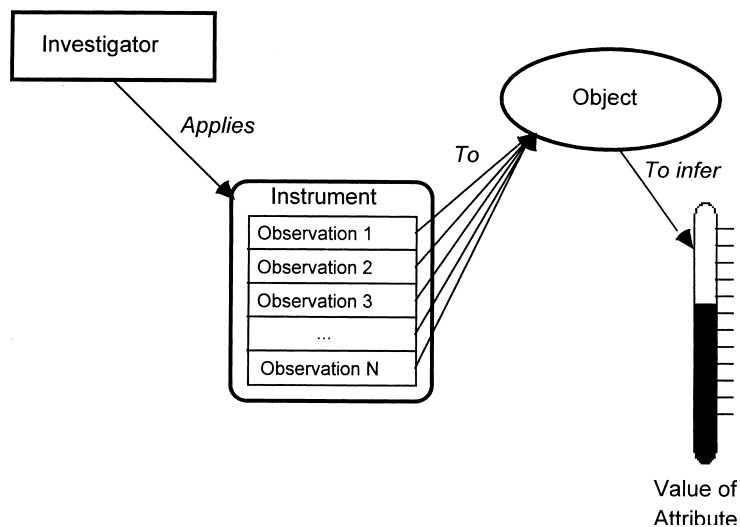 Investigator
Object
Applies
To
To infer
Instrument
Observation 1
Observation 2
Observation 3
...
Observation N
Value of
Attribute